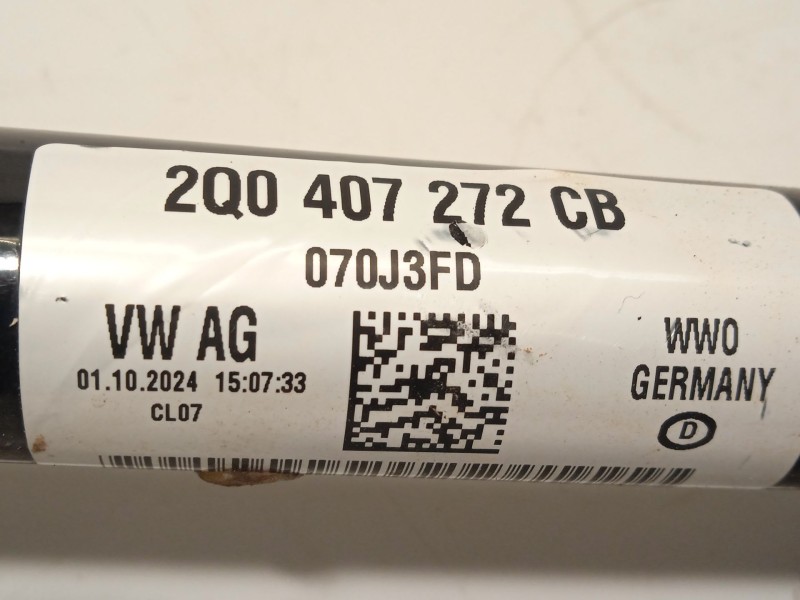 2Q0 407 272 CB
070J3FD
VW AG
01.10.2024 15:07:33
CL07
WWO
GERMANY
D